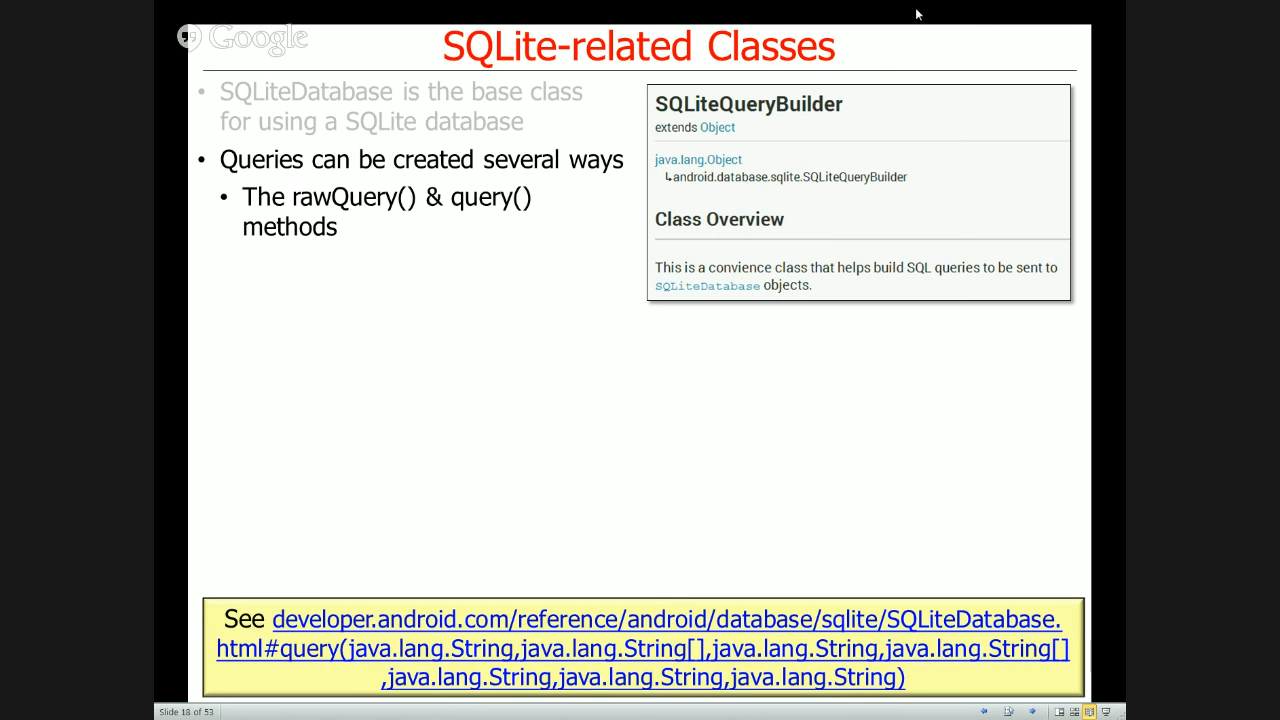 Google
SQLite-related Classes
• SQLiteDatabase is the base class
for using a SQLite database
• Queries can be created several ways
• The rawQuery() & query()
methods
SQLiteQueryBuilder
extends Object
java.lang.Object
↳android.database.sqlite.SQLiteQueryBuilder
Class Overview
This is a convience class that helps build SQL queries to be sent to
SQLiteDatabase objects.
See developer.android.com/reference/android/database/sqlite/SQLiteDatabase.
html#query(java.lang.String,java.lang.String[],java.lang.String,java.lang.String[]
,java.lang.String,java.lang.String,java.lang.String)
Slide 18 of 53